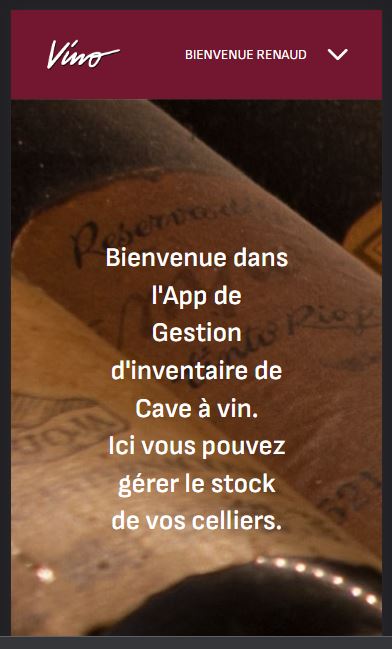 Vino
BIENVENUE RENAUD
Reservado
Bienvenue dans
l'App de
Gestion
d'inventaire de
Cave à vin.
Ici vous pouvez
gérer le stock
de vos celliers.